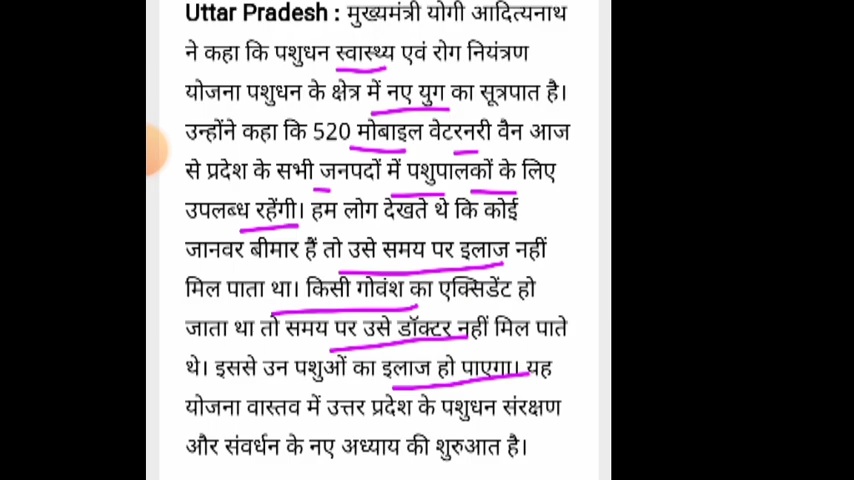 Uttar Pradesh : मुख्यमंत्री योगी आदित्यनाथ
ने कहा कि पशुधन स्वास्थ्य एवं रोग नियंत्रण
योजना पशुधन के क्षेत्र में नए युग का सूत्रपात है।
उन्होंने कहा कि 520 मोबाइल वेटरनरी वैन आज
से प्रदेश के सभी जनपदों में पशुपालकों के लिए
उपलब्ध रहेंगी। हम लोग देखते थे कि कोई
जानवर बीमार हैं तो उसे समय पर इलाज नहीं
मिल पाता था। किसी गोवंश का एक्सिडेंट हो
जाता था तो समय पर उसे डॉक्टर नहीं मिल पाते
थे। इससे उन पशुओं का इलाज हो पाएगा। यह
योजना वास्तव में उत्तर प्रदेश के पशुधन संरक्षण
और संवर्धन के नए अध्याय की शुरुआत है।